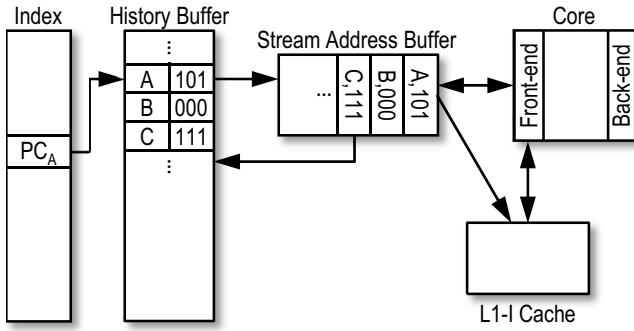 Index
History Buffer
Core
Stream Address Buffer
⋮
A 101
B 000
C 111
⋮
PCA
⋮
C,111
B,000
A,101
Front-end
Back-end
L1-I Cache